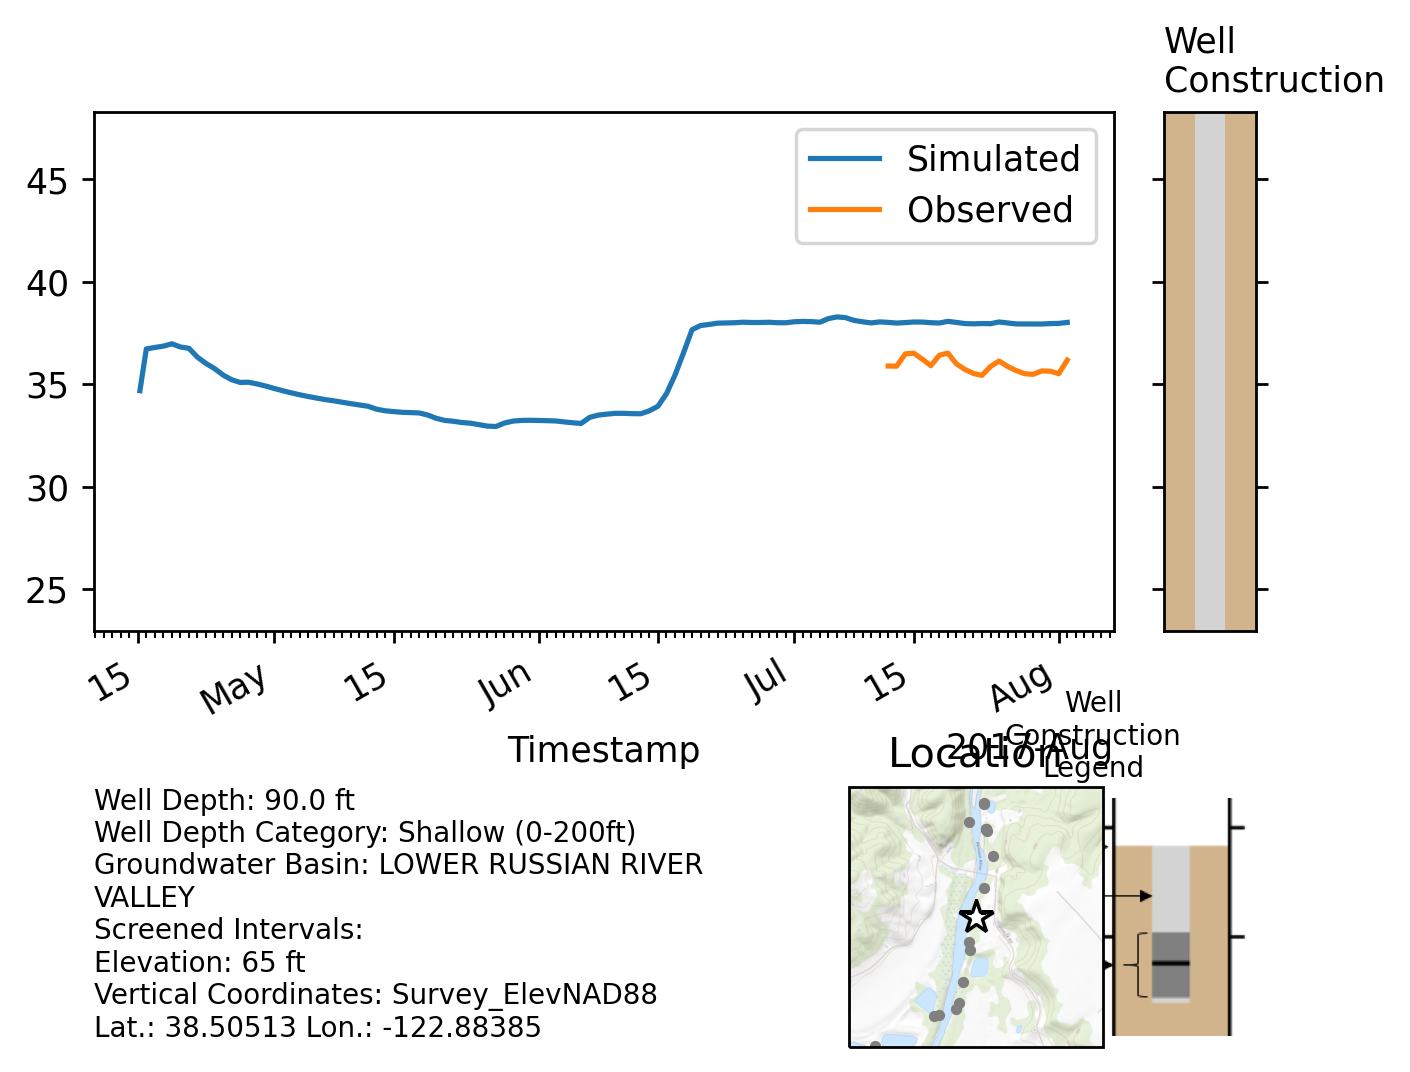 Well
Construction
Simulated
Observed
45
40
35
30
25
15
May
15
Jun
15
Jul
15
Aug
Timestamp
2017-Aug
Well Depth: 90.0 ft
Well Depth Category: Shallow (0-200ft)
Groundwater Basin: LOWER RUSSIAN RIVER
VALLEY
Screened Intervals:
Elevation: 65 ft
Vertical Coordinates: Survey_ElevNAD88
Lat.: 38.50513 Lon.: -122.88385
Location
Well
Construction
Legend